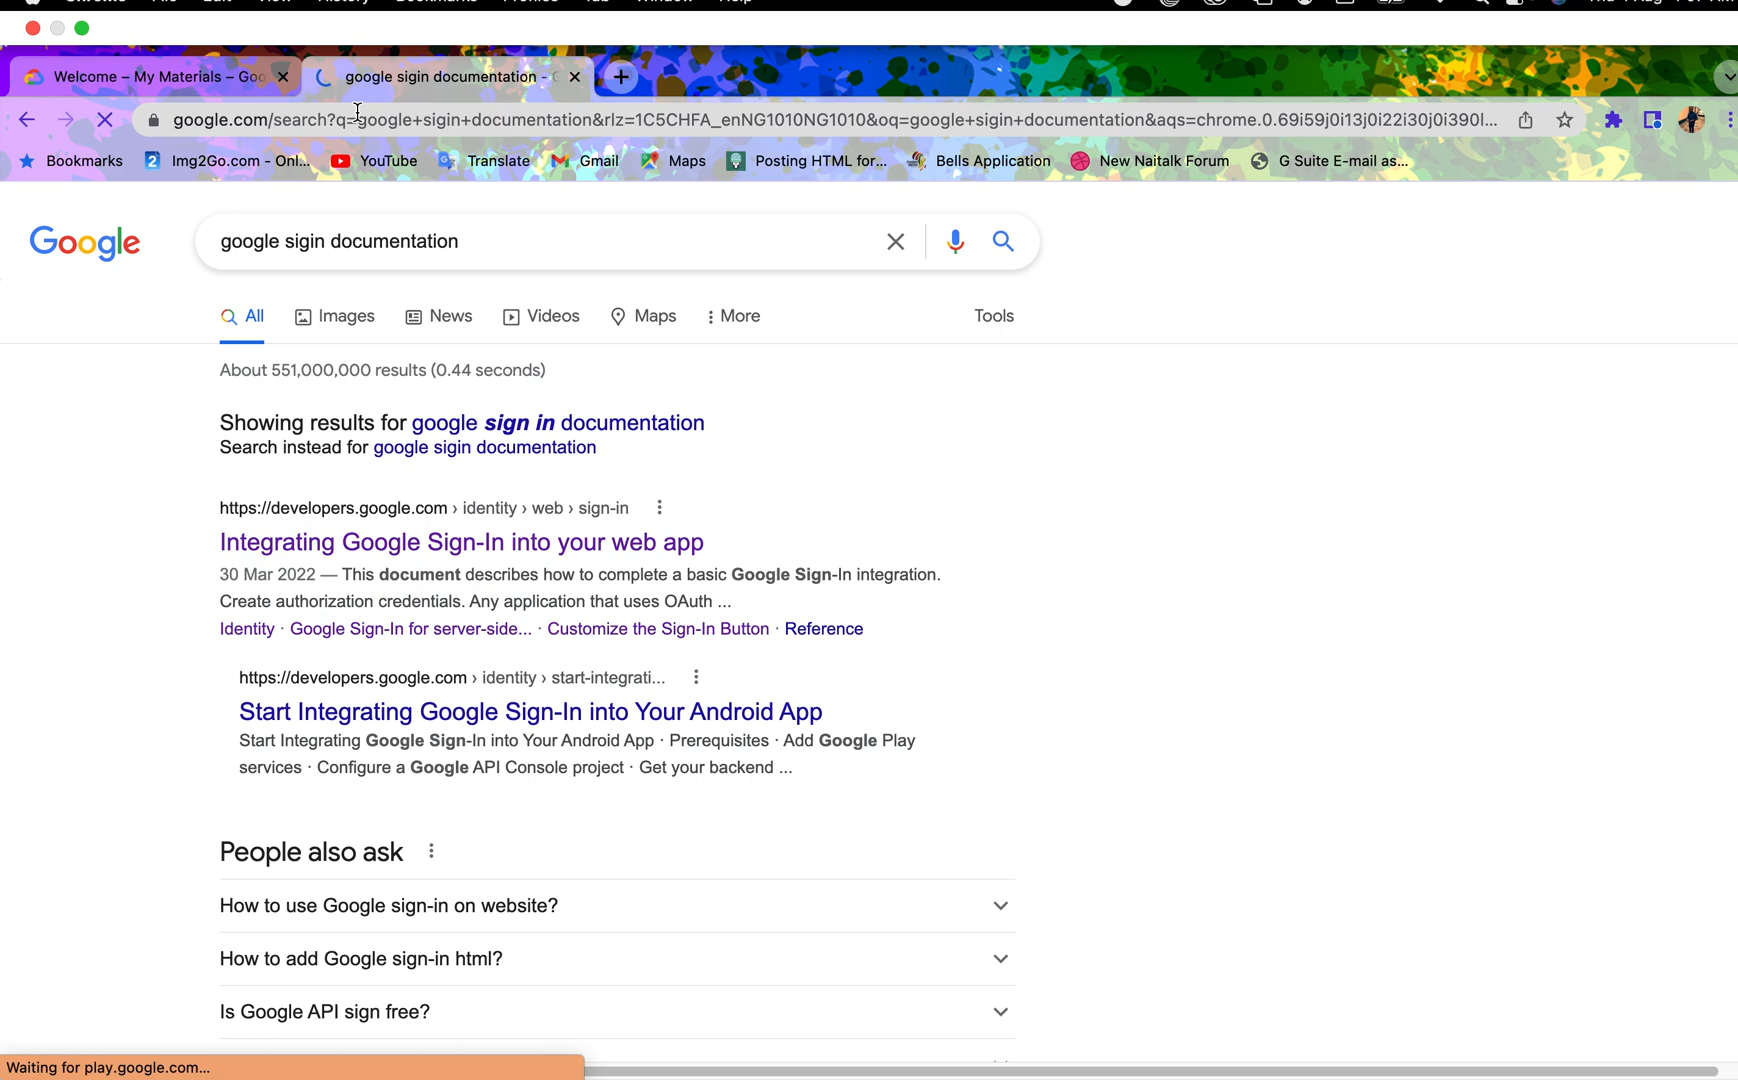 Welcome – My Materials – Goo
google sigin documentation -
google.com/search?q=google+sigin+documentation&rlz=1C5CHFA_enNG1010NG1010&oq=google+sigin+documentation&aqs=chrome.0.69i59j0i13j0i22i30j0i390l...
Bookmarks
Img2Go.com - Onl...
YouTube
Translate
Gmail
Maps
Posting HTML for...
Bells Application
New Naitalk Forum
G Suite E-mail as...
Google
google sigin documentation
All Images News Videos Maps More Tools
About 551,000,000 results (0.44 seconds)
Showing results for google sign in documentation
Search instead for google sigin documentation
https://developers.google.com › identity › web › sign-in
Integrating Google Sign-In into your web app
30 Mar 2022 — This document describes how to complete a basic Google Sign-In integration.
Create authorization credentials. Any application that uses OAuth ...
Identity · Google Sign-In for server-side... · Customize the Sign-In Button · Reference
https://developers.google.com › identity › start-integrati...
Start Integrating Google Sign-In into Your Android App
Start Integrating Google Sign-In into Your Android App · Prerequisites · Add Google Play
services · Configure a Google API Console project · Get your backend ...
People also ask
How to use Google sign-in on website?
How to add Google sign-in html?
Is Google API sign free?
Waiting for play.google.com...